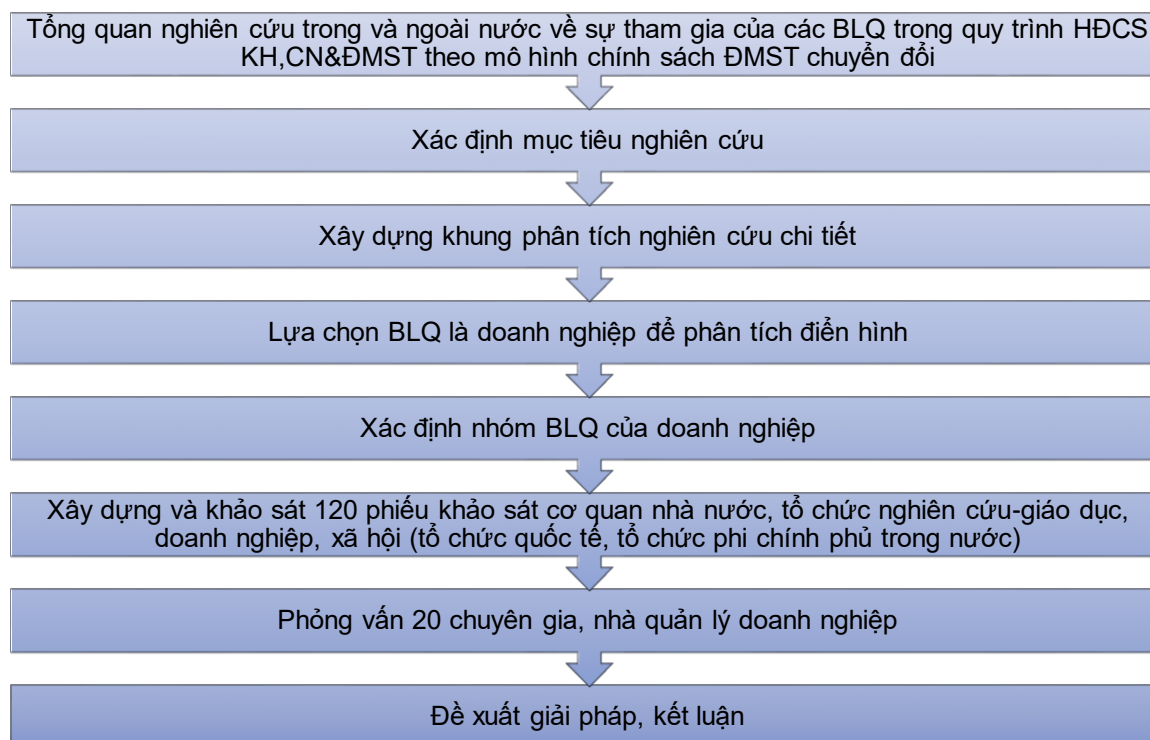 Tổng quan nghiên cứu trong và ngoài nước về sự tham gia của các BLQ trong quy trình HĐCS
KH,CN&ĐMST theo mô hình chính sách ĐMST chuyển đổi
Xác định mục tiêu nghiên cứu
Xây dựng khung phân tích nghiên cứu chi tiết
Lựa chọn BLQ là doanh nghiệp để phân tích điển hình
Xác định nhóm BLQ của doanh nghiệp
Xây dựng và khảo sát 120 phiếu khảo sát cơ quan nhà nước, tổ chức nghiên cứu-giáo dục,
doanh nghiệp, xã hội (tổ chức quốc tế, tổ chức phi chính phủ trong nước)
Phỏng vấn 20 chuyên gia, nhà quản lý doanh nghiệp
Đề xuất giải pháp, kết luận